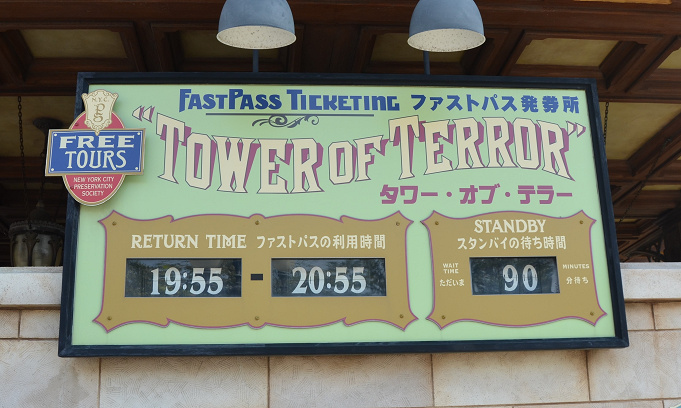 FASTPASS TICKETING ファストパス発券所
"TOWER OF TERROR"
タワー・オブ・テラー
N.E.C.
P
FREE
TOURS
NEW YORK CITY
PRESERVATION
SOCIETY
RETURN TIME ファストパスの利用時間
19:55 - 20:55
STANDBY
スタンバイの待ち時間
WAIT
TIME
ただいま
90
MINUTES
分待ち